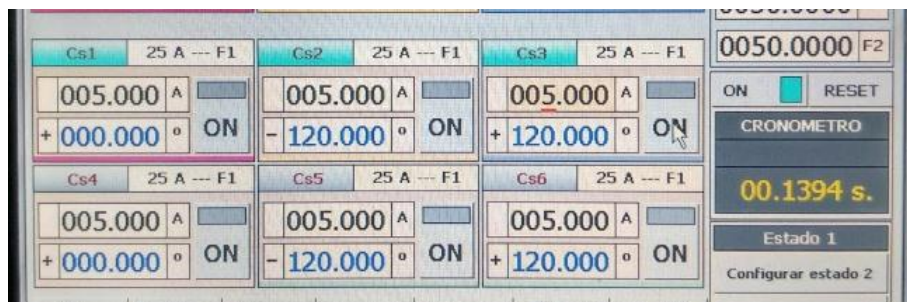 Cs1 25 A --- F1 Cs2 25 A --- F1 Cs3 25 A --- F1
0050.0000 F2
005.000 A 005.000 A 005.000 A
ON RESET
+ 000.000 º ON - 120.000 º ON + 120.000 º ON
CRONOMETRO
Cs4 25 A --- F1 Cs5 25 A --- F1 Cs6 25 A --- F1
00.1394 s.
005.000 A 005.000 A 005.000 A
Estado 1
+ 000.000 º ON - 120.000 º ON + 120.000 º ON
Configurar estado 2